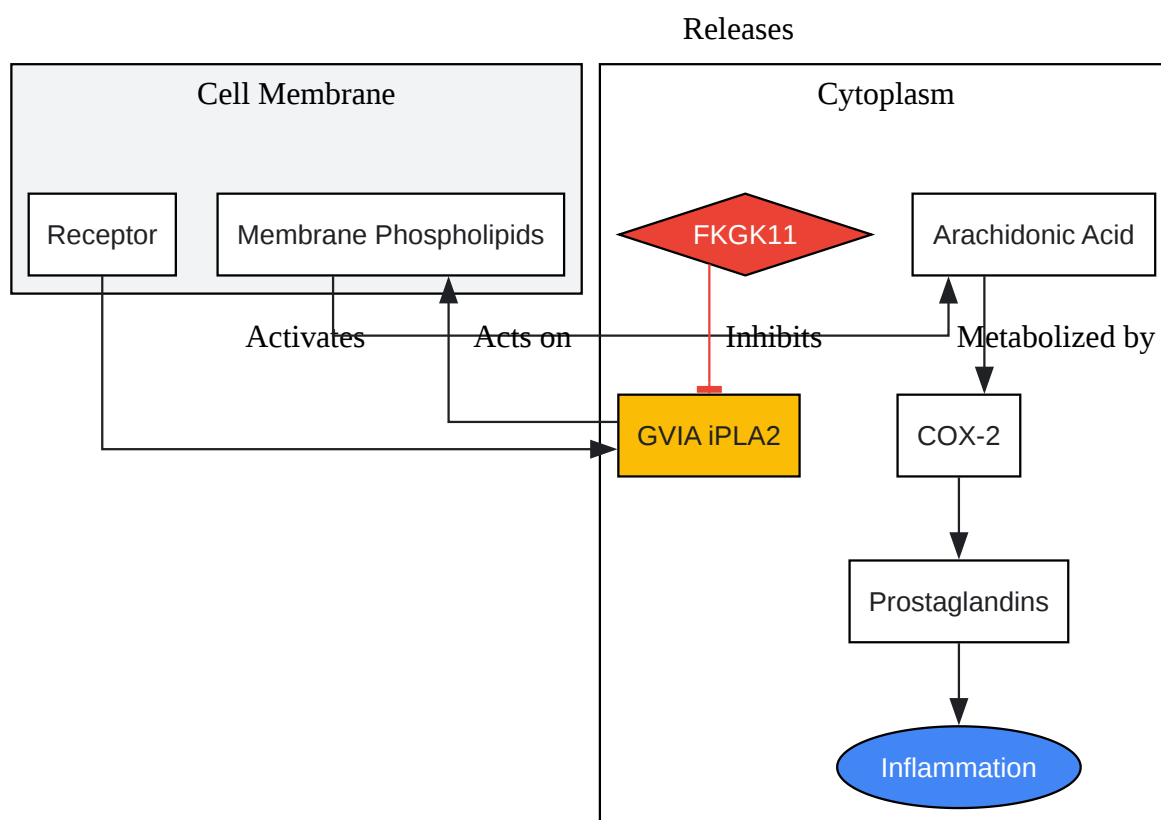 Releases
Cell Membrane
Cytoplasm
Receptor
Membrane Phospholipids
FKGK11
Arachidonic Acid
Activates
Acts on
Inhibits
Metabolized by
GVIA iPLA2
COX-2
Prostaglandins
Inflammation